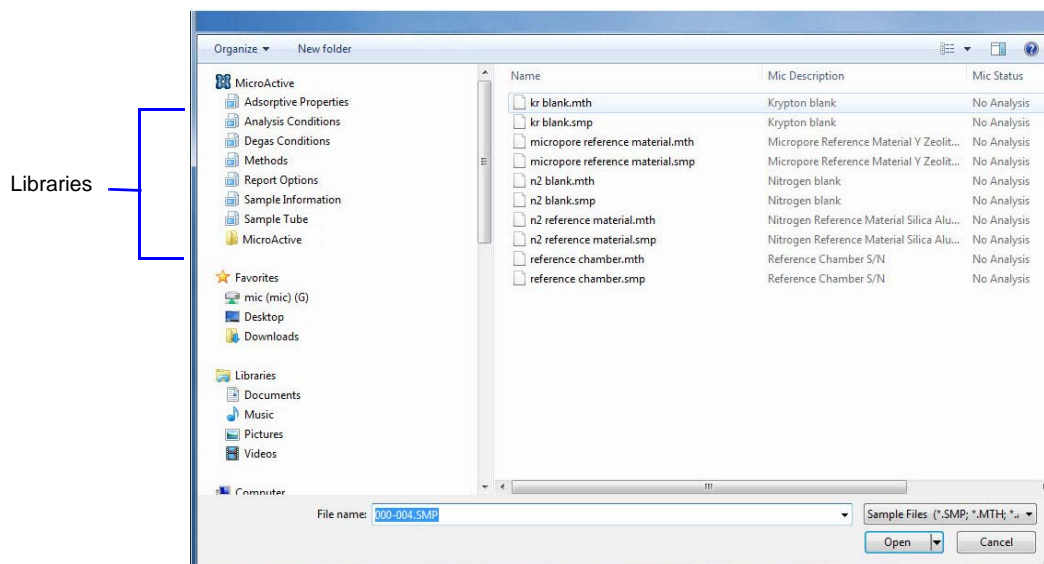 Organize New folder
Libraries
MicroActive
Adsorptive Properties
Analysis Conditions
Degas Conditions
Methods
Report Options
Sample Information
Sample Tube
MicroActive
Favorites
mic (mic) (G)
Desktop
Downloads
Libraries
Documents
Music
Pictures
Videos
Computer
Name Mic Description Mic Status
kr blank.mth Krypton blank No Analysis
kr blank.smp Krypton blank No Analysis
micropore reference material.mth Micropore Reference Material Y Zeolit... No Analysis
micropore reference material.smp Micropore Reference Material Y Zeolit... No Analysis
n2 blank.mth Nitrogen blank No Analysis
n2 blank.smp Nitrogen blank No Analysis
n2 reference material.mth Nitrogen Reference Material Silica Alu... No Analysis
n2 reference material.smp Nitrogen Reference Material Silica Alu... No Analysis
reference chamber.mth Reference Chamber S/N No Analysis
reference chamber.smp Reference Chamber S/N No Analysis
File name: 000-004.SMP Sample Files (*.SMP; *.MTH; *.
Open Cancel